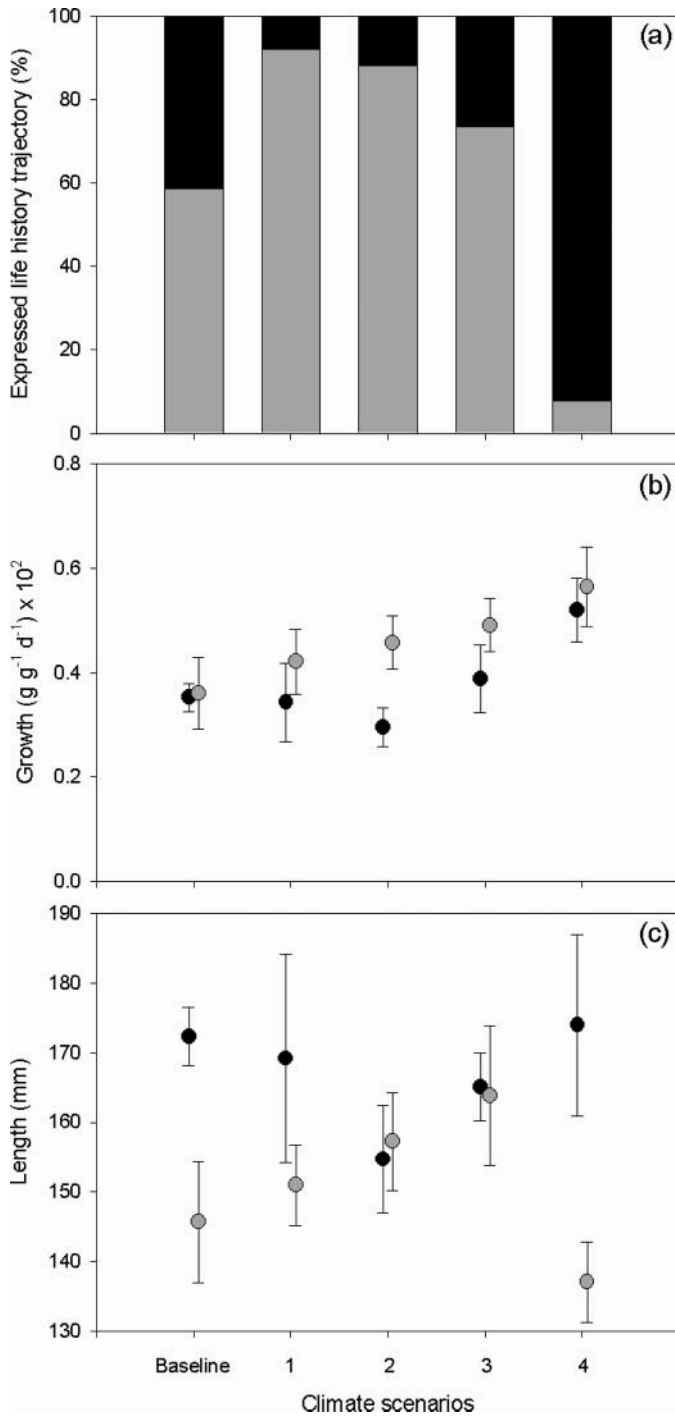 (a)
Expressed life history trajectory (%)
100
80
60
40
20
0
(b)
Growth (g g⁻¹ d⁻¹) x 10²
0.8
0.6
0.4
0.2
0.0
(c)
Length (mm)
190
180
170
160
150
140
130
Baseline 1 2 3 4
Climate scenarios